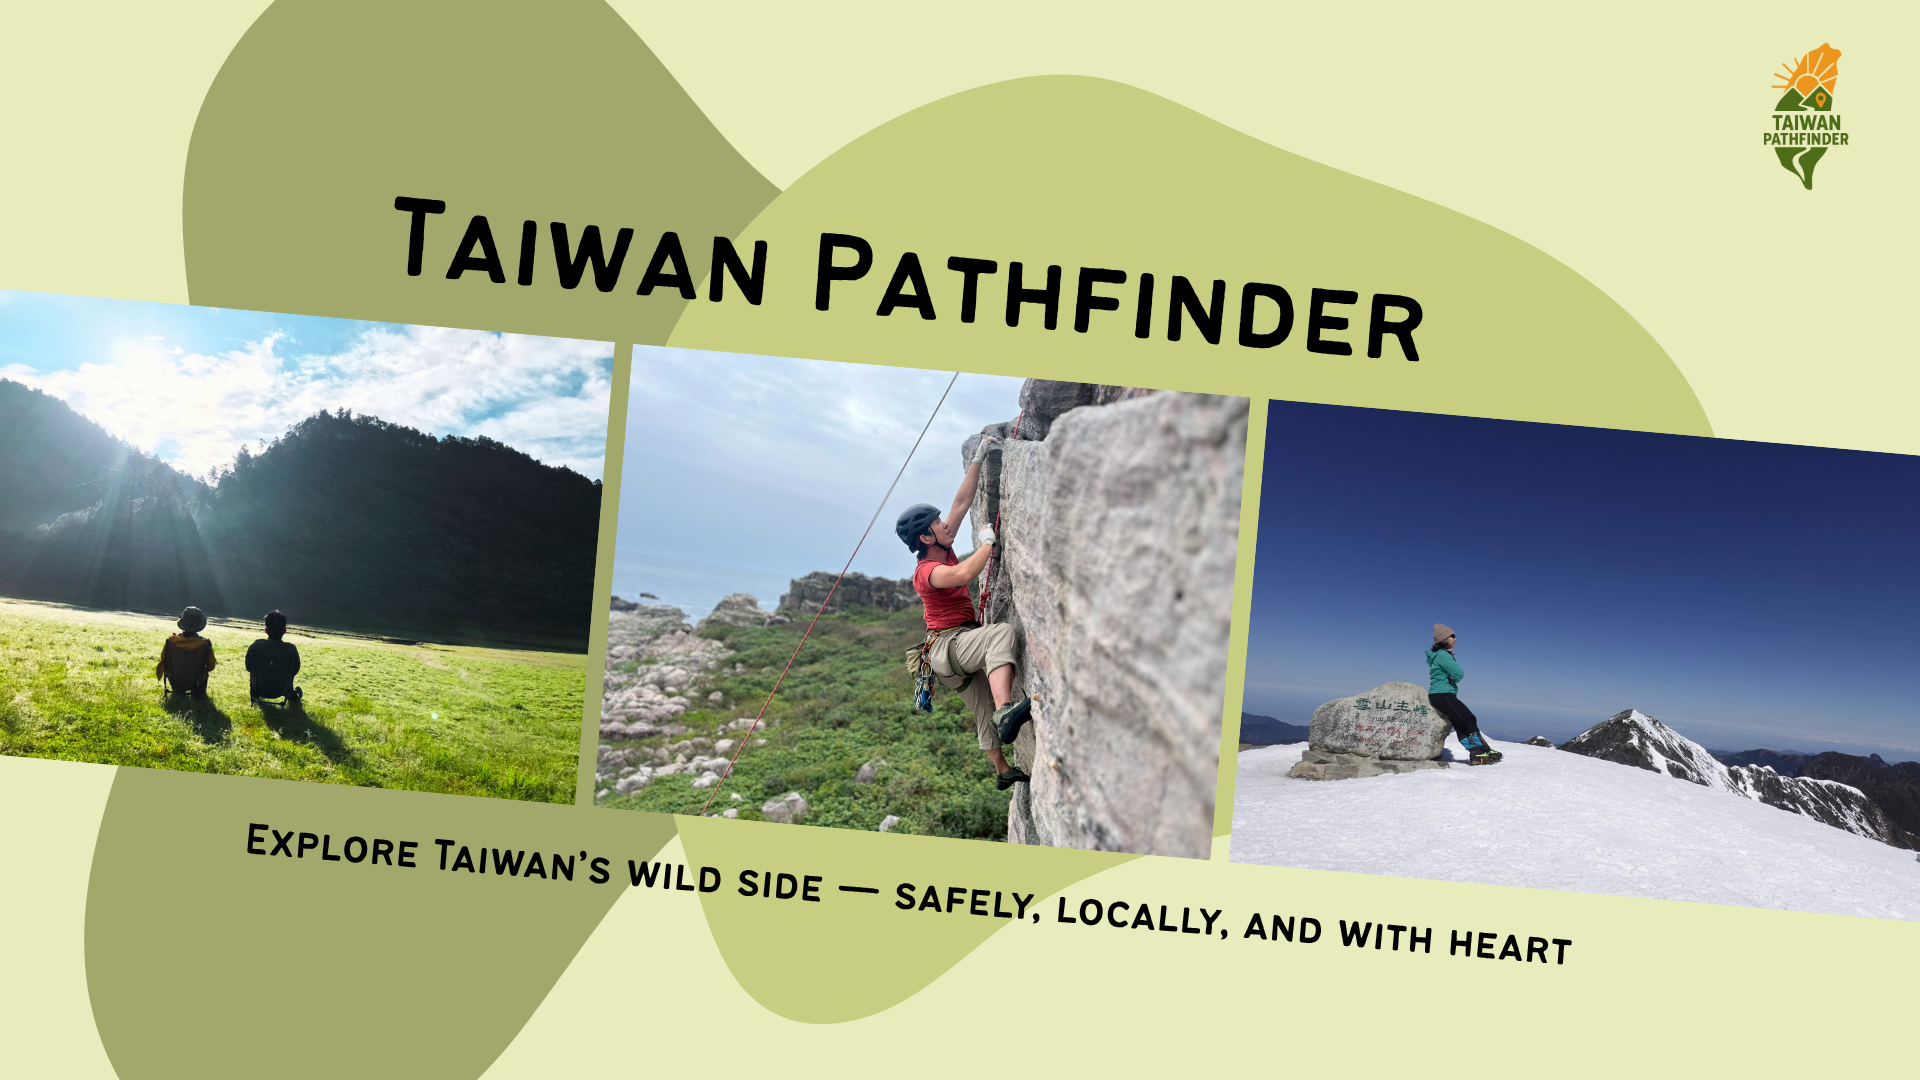 TAIWAN
PATHFINDER
TAIWAN PATHFINDER
雪山主峰
EXPLORE TAIWAN'S WILD SIDE — SAFELY, LOCALLY, AND WITH HEART